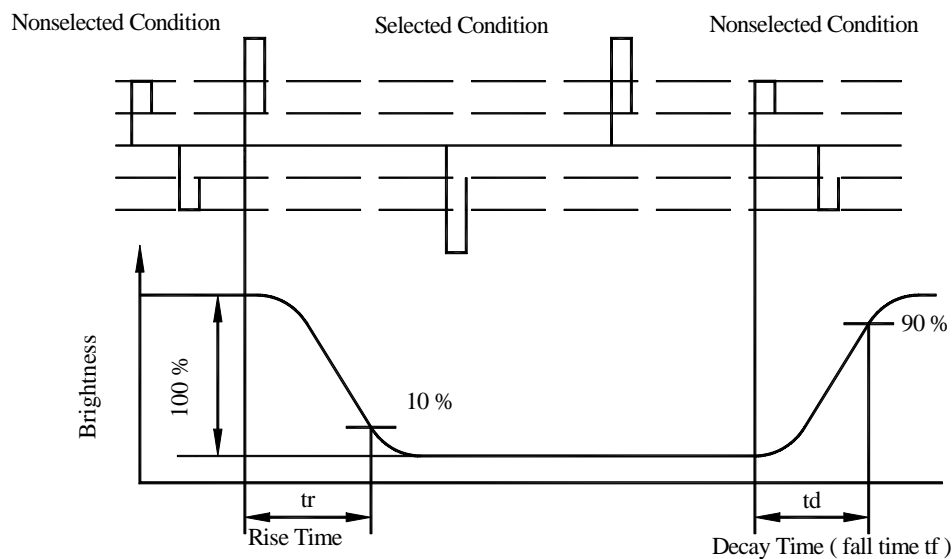 Nonselected Condition
Selected Condition
Nonselected Condition
Brightness
100 %
10 %
90 %
tr
Rise Time
td
Decay Time ( fall time tf )